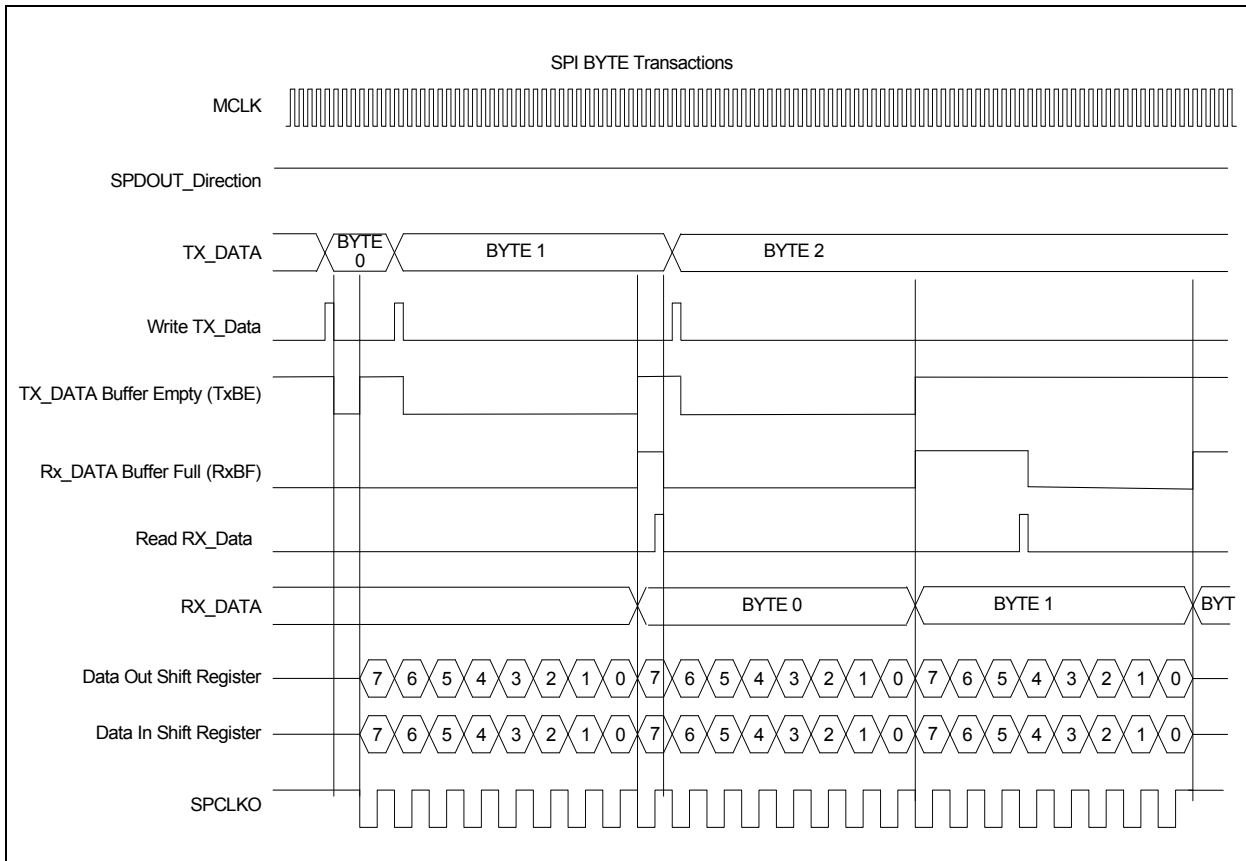 SPI BYTE Transactions
MCLK
SPDOUT_Direction
TX_DATA
BYTE
0
BYTE 1
BYTE 2
Write TX_Data
TX_DATA Buffer Empty (TxBE)
Rx_DATA Buffer Full (RxBF)
Read RX_Data
RX_DATA
BYTE 0
BYTE 1
BYT
Data Out Shift Register
7 6 5 4 3 2 1 0 7 6 5 4 3 2 1 0 7 6 5 4 3 2 1 0
Data In Shift Register
7 6 5 4 3 2 1 0 7 6 5 4 3 2 1 0 7 6 5 4 3 2 1 0
SPCLKO